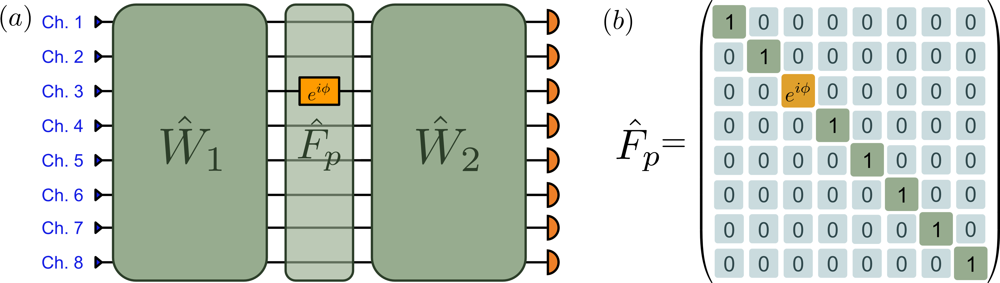 (a)
Ch. 1
Ch. 2
Ch. 3
Ch. 4
Ch. 5
Ch. 6
Ch. 7
Ch. 8
Ŵ₁
e^{iϕ}
F̂ₚ
Ŵ₂
(b)
F̂ₚ=
1 0 0 0 0 0 0 0
0 1 0 0 0 0 0 0
0 0 e^{iϕ} 0 0 0 0 0
0 0 0 1 0 0 0 0
0 0 0 0 1 0 0 0
0 0 0 0 0 1 0 0
0 0 0 0 0 0 1 0
0 0 0 0 0 0 0 1